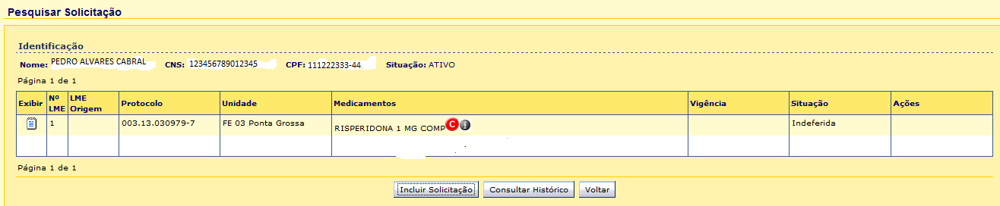 Pesquisar Solicitação
Identificação
Nome: PEDRO ALVARES CABRAL CNS: 123456789012345 CPF: 111222333-44 Situação: ATIVO
Página 1 de 1
Exibir Nº LME LME Origem Protocolo Unidade Medicamentos Vigência Situação Ações
1 003.13.030979-7 FE 03 Ponta Grossa RISPERIDONA 1 MG COMP C i Indeferida
Página 1 de 1
Incluir Solicitação Consultar Histórico Voltar